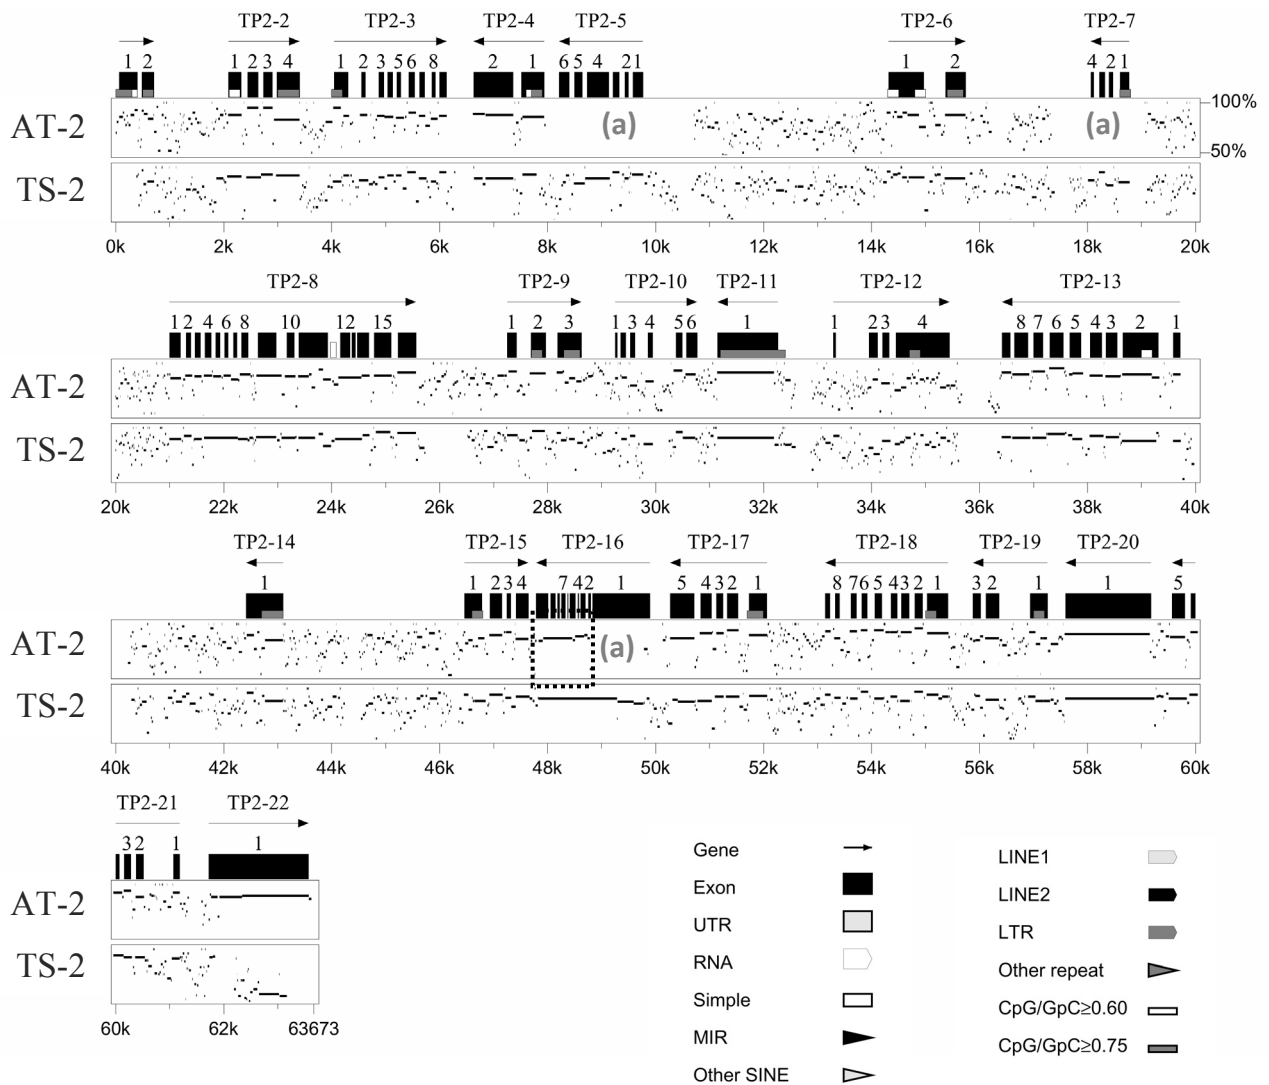 TP2-2 TP2-3 TP2-4 TP2-5 TP2-6 TP2-7
1 2 1 2 3 4 1 2 3 5 6 8 2 1 6 5 4 2 1 1 2 4 2 1
AT-2 (a) (a) 100%
50%
TS-2
0k 2k 4k 6k 8k 10k 12k 14k 16k 18k 20k
TP2-8 TP2-9 TP2-10 TP2-11 TP2-12 TP2-13
1 2 4 6 8 10 12 15 1 2 3 1 3 4 5 6 1 1 2 3 4 8 7 6 5 4 3 2 1
AT-2
TS-2
20k 22k 24k 26k 28k 30k 32k 34k 36k 38k 40k
TP2-14 TP2-15 TP2-16 TP2-17 TP2-18 TP2-19 TP2-20
1 1 2 3 4 7 4 2 1 5 4 3 2 1 8 7 6 5 4 3 2 1 3 2 1 1 5
AT-2 (a)
TS-2
40k 42k 44k 46k 48k 50k 52k 54k 56k 58k 60k
TP2-21 TP2-22
3 2 1 1
AT-2
TS-2
60k 62k 63673
Gene
Exon
UTR
RNA
Simple
MIR
Other SINE
LINE1
LINE2
LTR
Other repeat
CpG/GpC≥0.60
CpG/GpC≥0.75